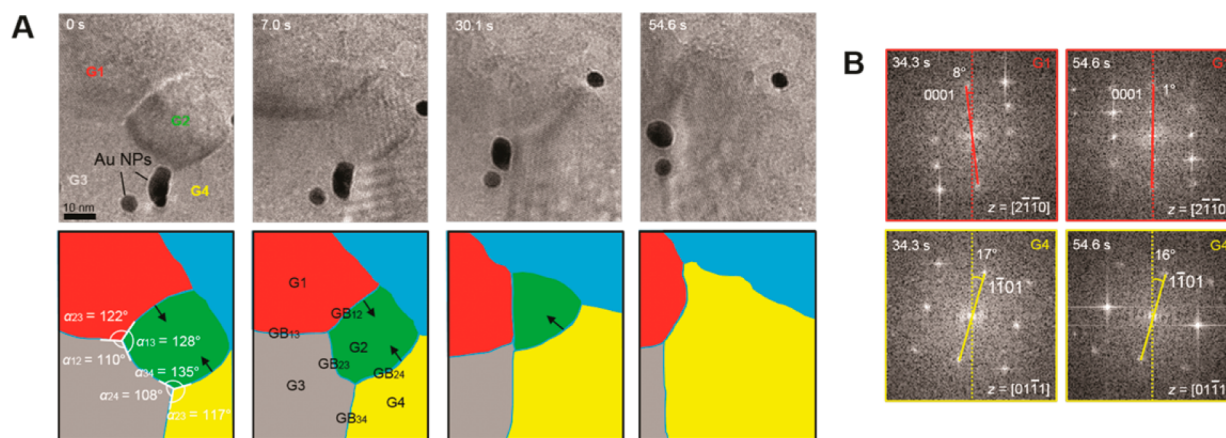 A
0 s
7.0 s
30.1 s
54.6 s
G1
G2
Au NPs
G3
G4
10 nm
α23 = 122°
α13 = 128°
α12 = 110°
α34 = 135°
α24 = 108°
α23 = 117°
G1
GB12
GB13
G2
GB23
GB24
G3
G4
GB34
B
34.3 s
G1
8°
0001
z = [2110]
54.6 s
G
0001
1°
z = [2110]
34.3 s
G4
17°
1101
z = [0111]
54.6 s
G4
16°
1101
z = [0111]